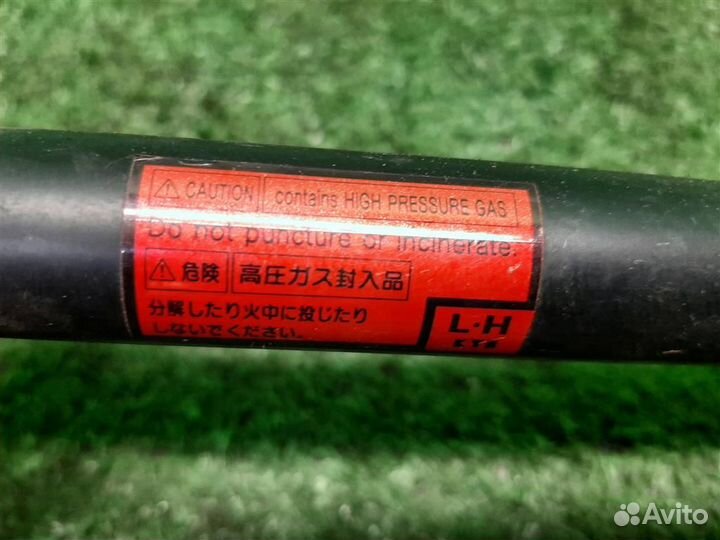 ⚠ CAUTION contains HIGH PRESSURE GAS
Do not puncture or incinerate.
⚠ 危険 高圧ガス封入品
分解したり火中に投じたり
しないでください。
L·H
Avito